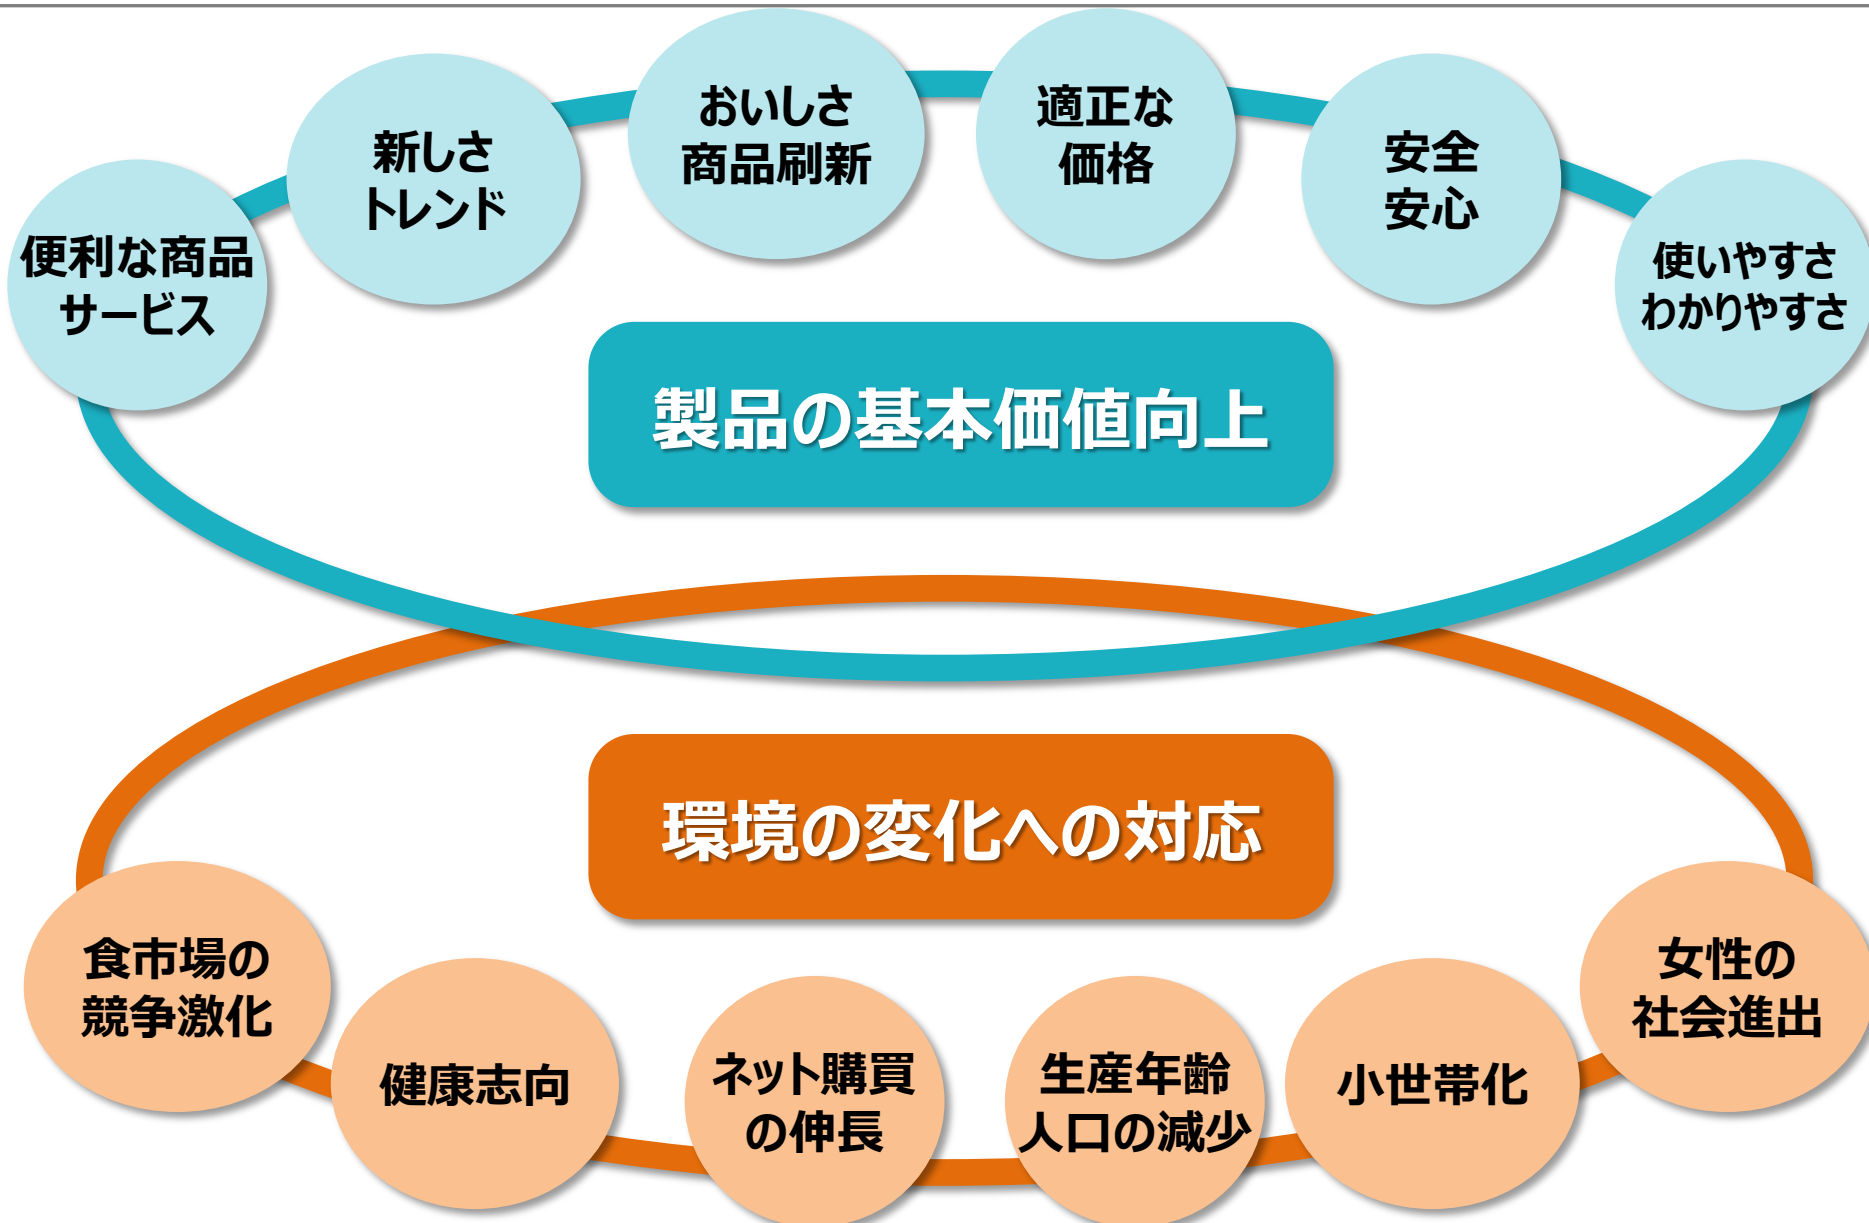 便利な商品
サービス
新しさ
トレンド
おいしさ
商品刷新
適正な
価格
安全
安心
使いやすさ
わかりやすさ
製品の基本価値向上
環境の変化への対応
食市場の
競争激化
健康志向
ネット購買
の伸長
生産年齢
人口の減少
小世帯化
女性の
社会進出